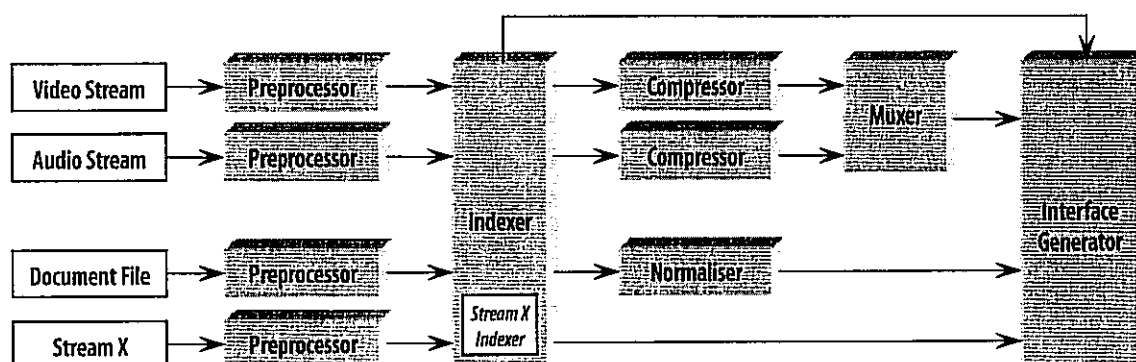 Video Stream
Preprocessor
Compressor
Muxer
Audio Stream
Preprocessor
Compressor
Indexer
Interface
Generator
Document File
Preprocessor
Normaliser
Stream X
Preprocessor
Stream X
Indexer